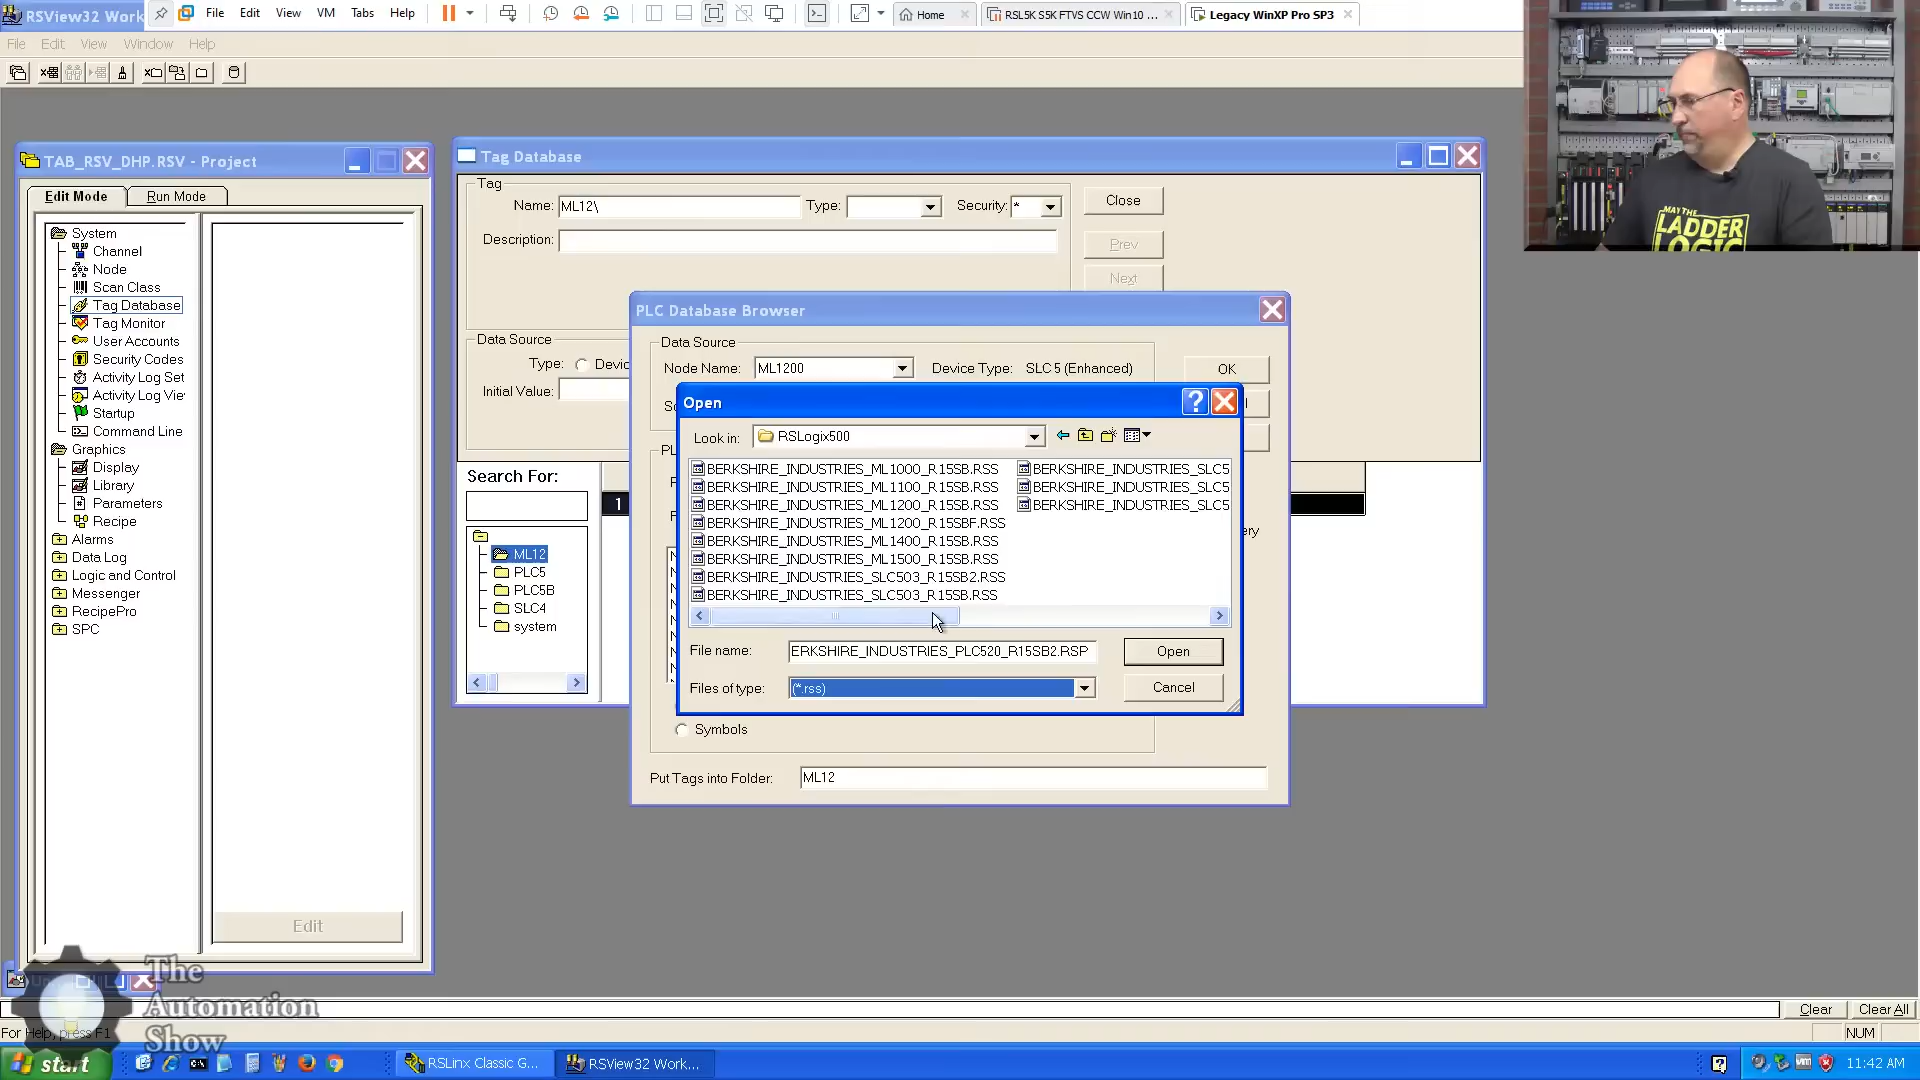 RSView32 Work
File Edit View VM Tabs Help
Home
RSL5K S5K FTVS CCW Win10 ...
Legacy WinXP Pro SP3
File Edit View Window Help
TAB_RSV_DHP.RSV - Project
Edit Mode
Run Mode
System
Channel
Node
Scan Class
Tag Database
Tag Monitor
User Accounts
Security Codes
Activity Log Set
Activity Log Vie
Startup
Command Line
Graphics
Display
Library
Parameters
Recipe
Alarms
Data Log
Logic and Control
Messenger
RecipePro
SPC
Edit
Tag Database
Tag
Name: ML12\
Type:
Security: *
Close
Description:
Prev
Next
Data Source
Type: Devic
Initial Value:
Search For:
1
ML12
PLC5
PLC5B
SLC4
system
PLC Database Browser
Data Source
Node Name: ML1200
Device Type: SLC 5 (Enhanced)
OK
Open
Look in: RSLogix500
BERKSHIRE_INDUSTRIES_ML1000_R15SB.RSS
BERKSHIRE_INDUSTRIES_ML1100_R15SB.RSS
BERKSHIRE_INDUSTRIES_ML1200_R15SB.RSS
BERKSHIRE_INDUSTRIES_ML1200_R15SBF.RSS
BERKSHIRE_INDUSTRIES_ML1400_R15SB.RSS
BERKSHIRE_INDUSTRIES_ML1500_R15SB.RSS
BERKSHIRE_INDUSTRIES_SLC503_R15SB2.RSS
BERKSHIRE_INDUSTRIES_SLC503_R15SB.RSS
BERKSHIRE_INDUSTRIES_SLC5
BERKSHIRE_INDUSTRIES_SLC5
BERKSHIRE_INDUSTRIES_SLC5
File name: ERKSHIRE_INDUSTRIES_PLC520_R15SB2.RSP
Open
Files of type: (*.rss)
Cancel
ery
Symbols
Put Tags into Folder: ML12
MAY THE
LADDER
LOGIC
The
Automation
Show
Clear
Clear All
For Help, press F1
NUM
start
RSLinx Classic G...
RSView32 Work...
11:42 AM